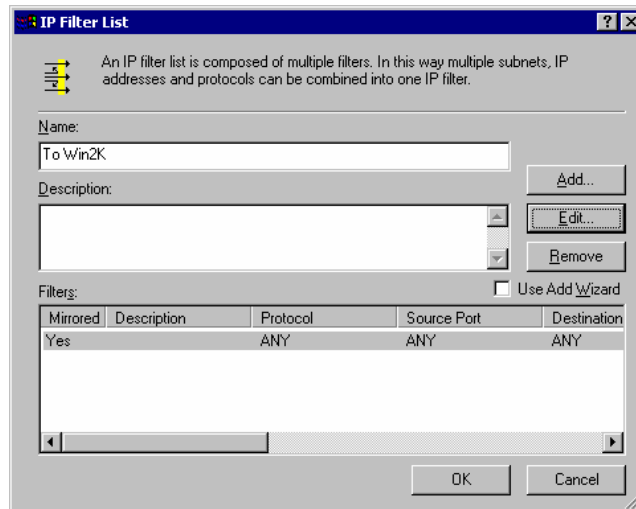 IP Filter List
An IP filter list is composed of multiple filters. In this way multiple subnets, IP
addresses and protocols can be combined into one IP filter.
Name:
To Win2K
Add...
Description:
Edit...
Remove
Filters:
Use Add Wizard
Mirrored Description Protocol Source Port Destination
Yes ANY ANY ANY
OK Cancel